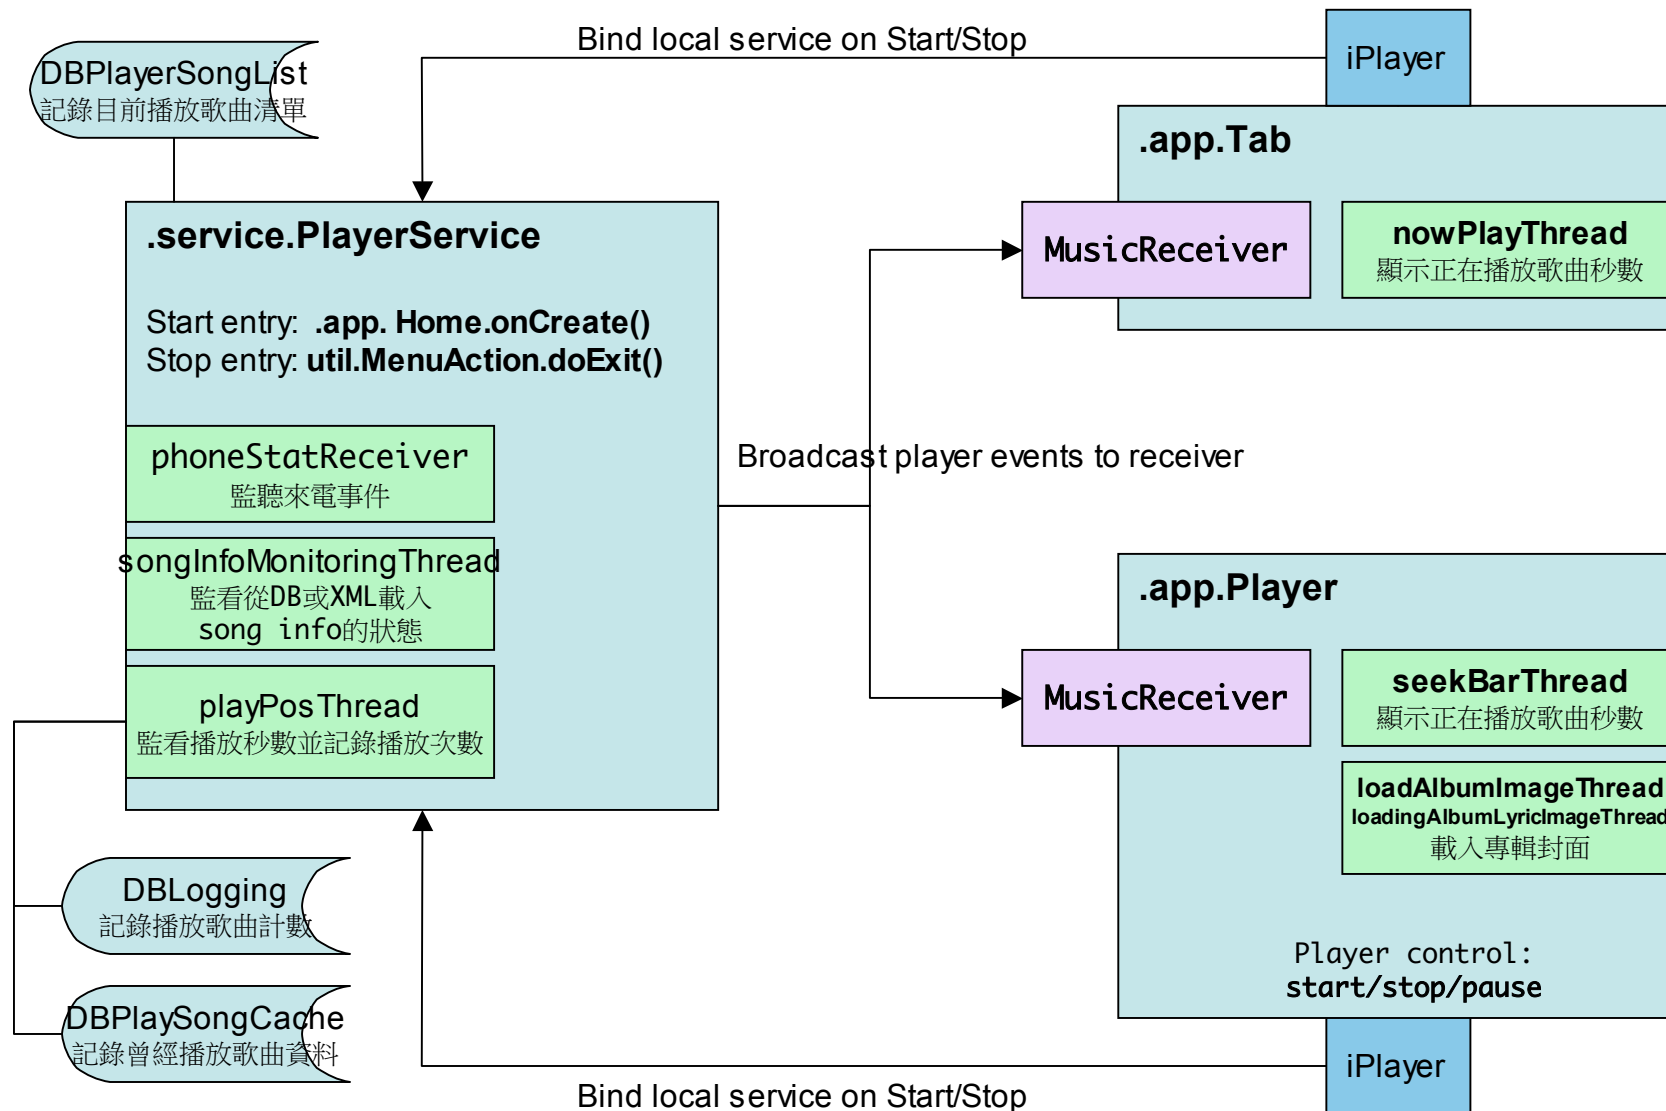 Bind local service on Start/Stop
iPlayer
DBPlayerSongList
記錄目前播放歌曲清單
.app.Tab
MusicReceiver
nowPlayThread
顯示正在播放歌曲秒數
.service.PlayerService
Start entry: .app. Home.onCreate()
Stop entry: util.MenuAction.doExit()
phoneStatReceiver
監聽來電事件
songInfoMonitoringThread
監看從DB或XML載入
song info的狀態
playPosThread
監看播放秒數並記錄播放次數
Broadcast player events to receiver
.app.Player
MusicReceiver
seekBarThread
顯示正在播放歌曲秒數
loadAlbumImageThread
loadingAlbumLyricImageThread
載入專輯封面
Player control:
start/stop/pause
DBLogging
記錄播放歌曲計數
DBPlaySongCache
記錄曾經播放歌曲資料
iPlayer
Bind local service on Start/Stop